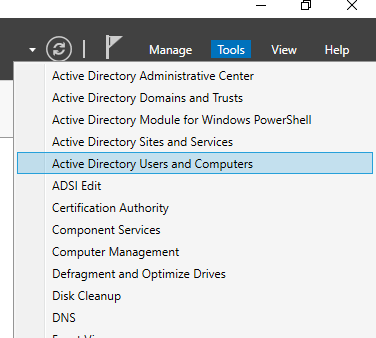 Manage Tools View Help
Active Directory Administrative Center
Active Directory Domains and Trusts
Active Directory Module for Windows PowerShell
Active Directory Sites and Services
Active Directory Users and Computers
ADSI Edit
Certification Authority
Component Services
Computer Management
Defragment and Optimize Drives
Disk Cleanup
DNS